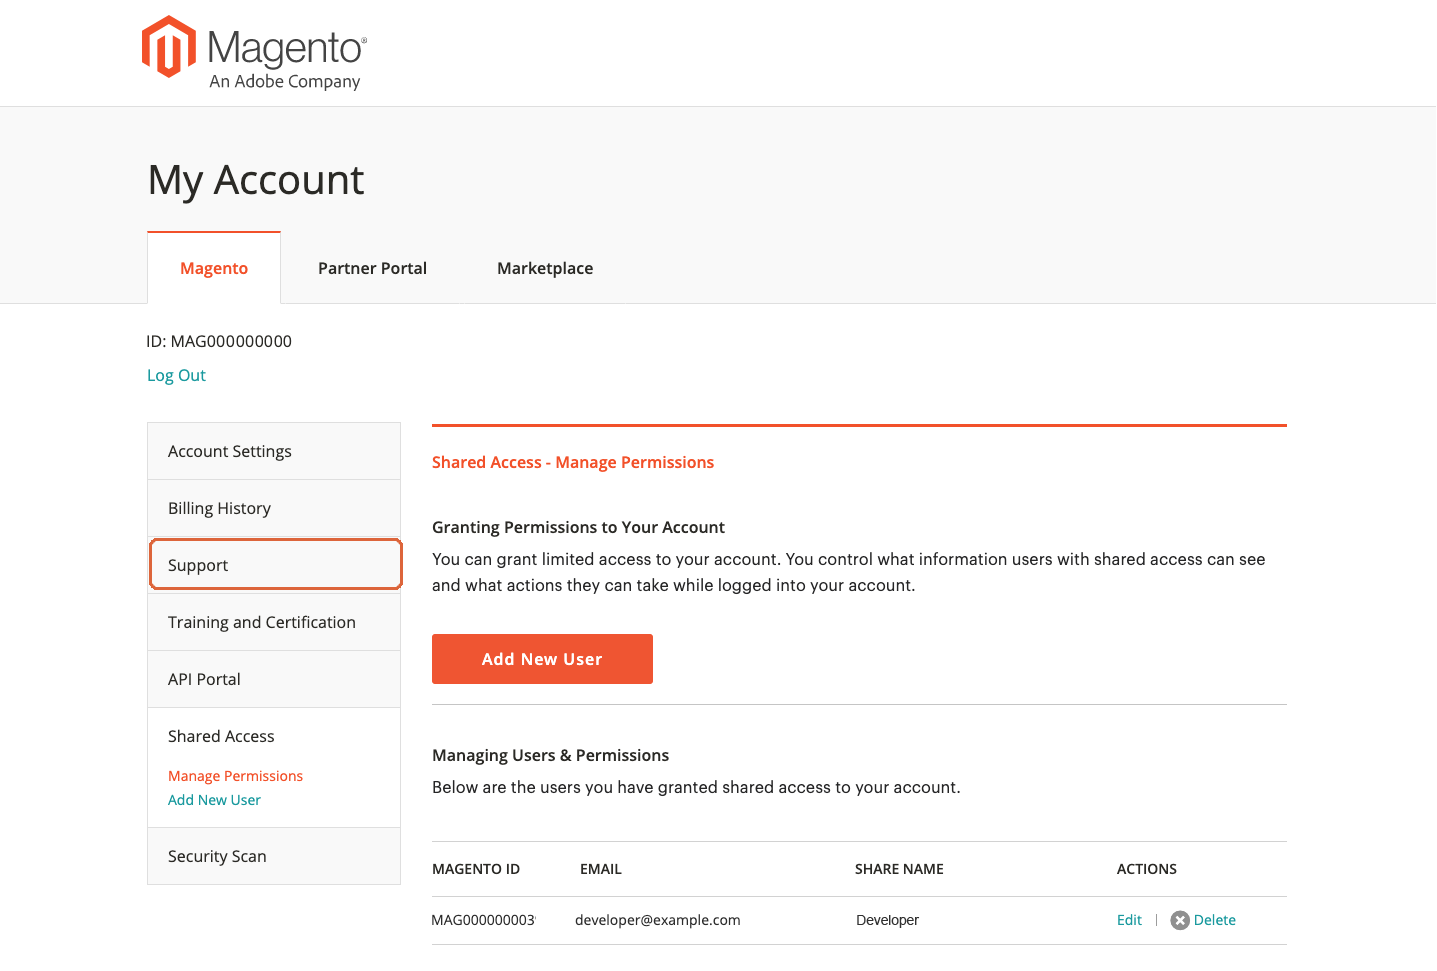 Magento®
An Adobe Company
My Account
Magento
Partner Portal
Marketplace
ID: MAG000000000
Log Out
Account Settings
Billing History
Support
Training and Certification
API Portal
Shared Access
Manage Permissions
Add New User
Security Scan
Shared Access - Manage Permissions
Granting Permissions to Your Account
You can grant limited access to your account. You control what information users with shared access can see
and what actions they can take while logged into your account.
Add New User
Managing Users & Permissions
Below are the users you have granted shared access to your account.
MAGENTO ID EMAIL SHARE NAME ACTIONS
developer@example.com Developer Edit | Delete